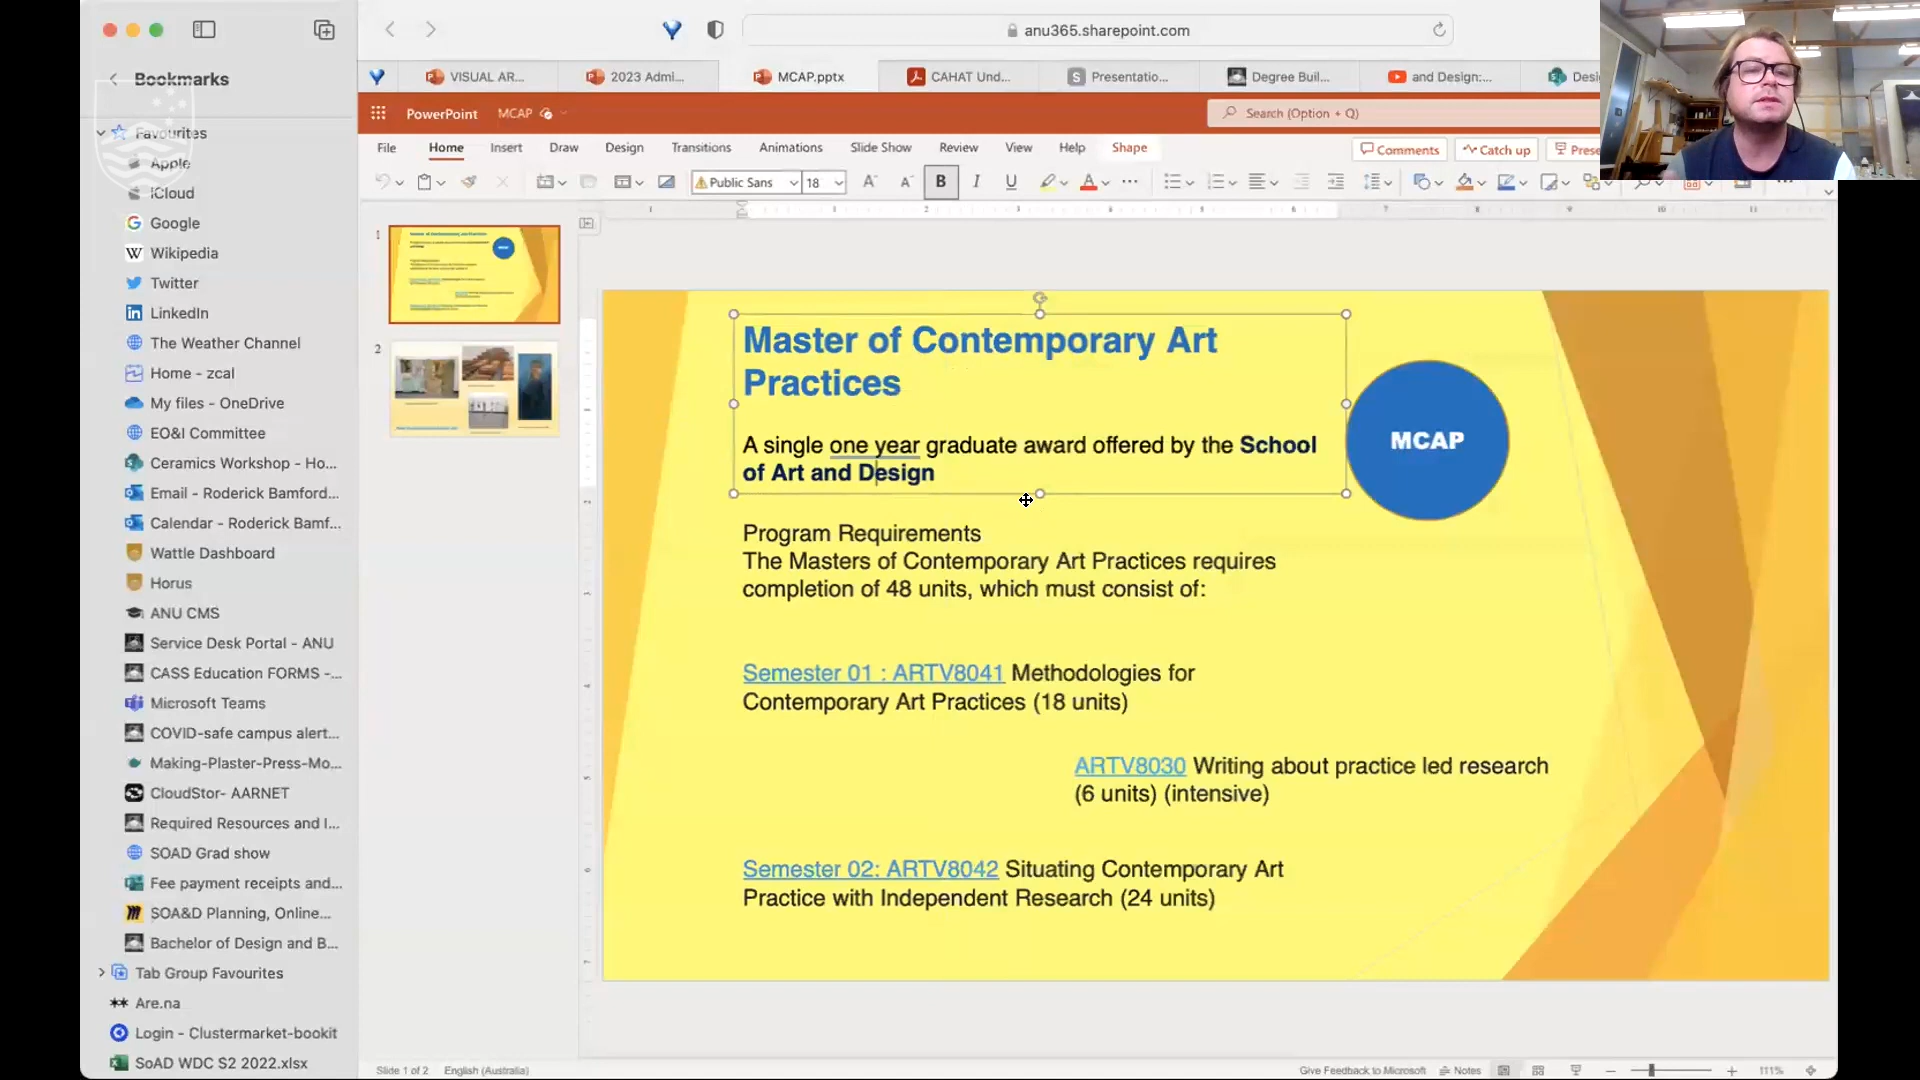 Bookmarks
Favourites
Apple
iCloud
Google
Wikipedia
Twitter
LinkedIn
The Weather Channel
Home - zcal
My files - OneDrive
EO&I Committee
Ceramics Workshop - Ho...
Email - Roderick Bamford...
Calendar - Roderick Bamf...
Wattle Dashboard
Horus
ANU CMS
Service Desk Portal - ANU
CASS Education FORMS -...
Microsoft Teams
COVID-safe campus alert...
Making-Plaster-Press-Mo...
CloudStor- AARNET
Required Resources and I...
SOAD Grad show
Fee payment receipts and...
SOA&D Planning, Online...
Bachelor of Design and B...
Tab Group Favourites
Are.na
Login - Clustermarket-bookit
SoAD WDC S2 2022.xlsx
anu365.sharepoint.com
VISUAL AR...
2023 Admi...
MCAP.pptx
CAHAT Und...
Presentatio...
Degree Buil...
and Design:...
Desi
PowerPoint
MCAP
Search (Option + Q)
File Home Insert Draw Design Transitions Animations Slide Show Review View Help Shape
Comments
Catch up
Prese
Public Sans
18
B I U
1
2
Master of Contemporary Art
Practices
A single one year graduate award offered by the School
of Art and Design
MCAP
Program Requirements
The Masters of Contemporary Art Practices requires
completion of 48 units, which must consist of:
Semester 01 : ARTV8041 Methodologies for
Contemporary Art Practices (18 units)
ARTV8030 Writing about practice led research
(6 units) (intensive)
Semester 02: ARTV8042 Situating Contemporary Art
Practice with Independent Research (24 units)
Slide 1 of 2
English (Australia)
Give Feedback to Microsoft
Notes
111%